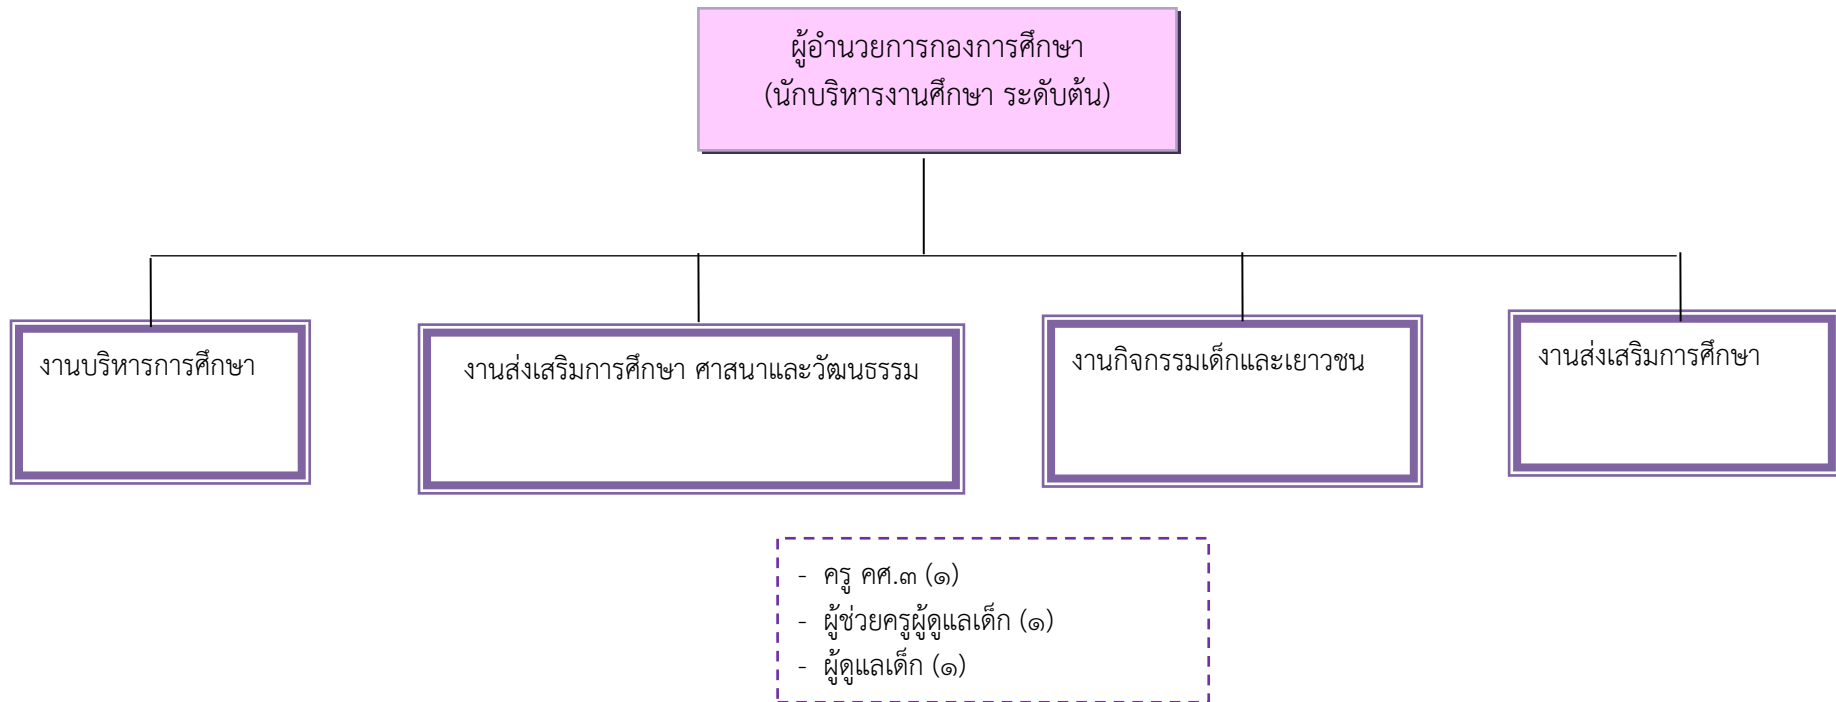 ผู้อำนวยการกองการศึกษา
(นักบริหารงานศึกษา ระดับต้น)
งานบริหารการศึกษา
งานส่งเสริมการศึกษา ศาสนาและวัฒนธรรม
งานกิจกรรมเด็กและเยาวชน
งานส่งเสริมการศึกษา
- ครู คศ.๓ (๑)
- ผู้ช่วยครูผู้ดูแลเด็ก (๑)
- ผู้ดูแลเด็ก (๑)